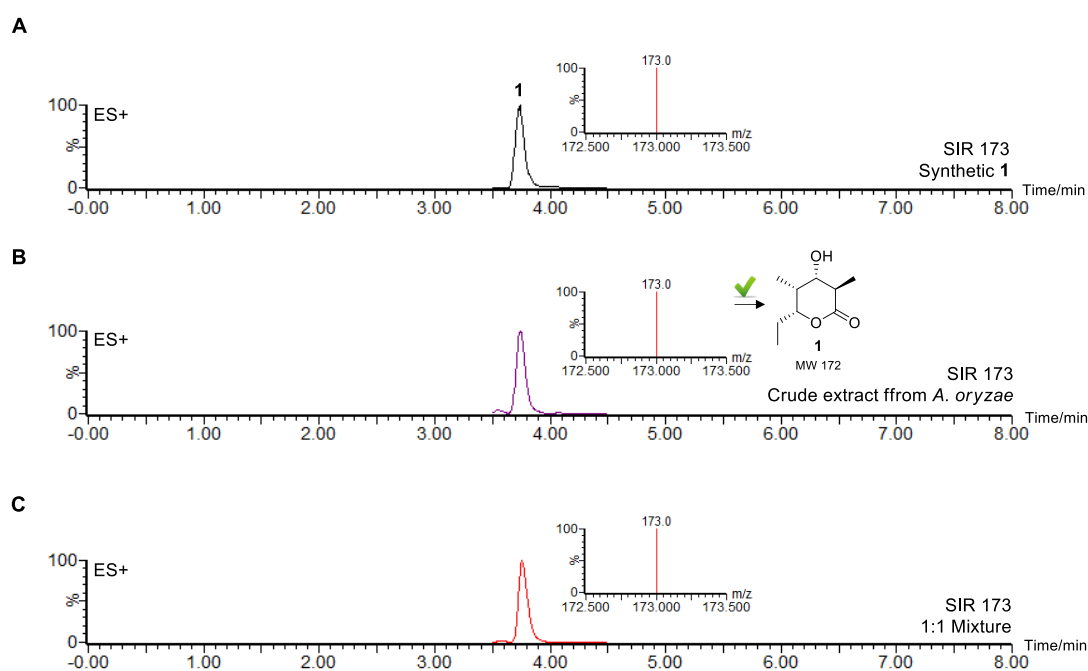 A
173.0
100
%
0
172.500 173.000 173.500
m/z
1
100
%
0
ES+
SIR 173
Synthetic 1
-0.00 1.00 2.00 3.00 4.00 5.00 6.00 7.00 8.00
Time/min
B
173.0
100
%
0
172.500 173.000 173.500
m/z
OH
O
O
1
MW 172
100
%
0
ES+
SIR 173
Crude extract ffrom A. oryzae
-0.00 1.00 2.00 3.00 4.00 5.00 6.00 7.00 8.00
Time/min
C
173.0
100
%
0
172.500 173.000 173.500
m/z
100
%
0
ES+
SIR 173
1:1 Mixture
-0.00 1.00 2.00 3.00 4.00 5.00 6.00 7.00 8.00
Time/min